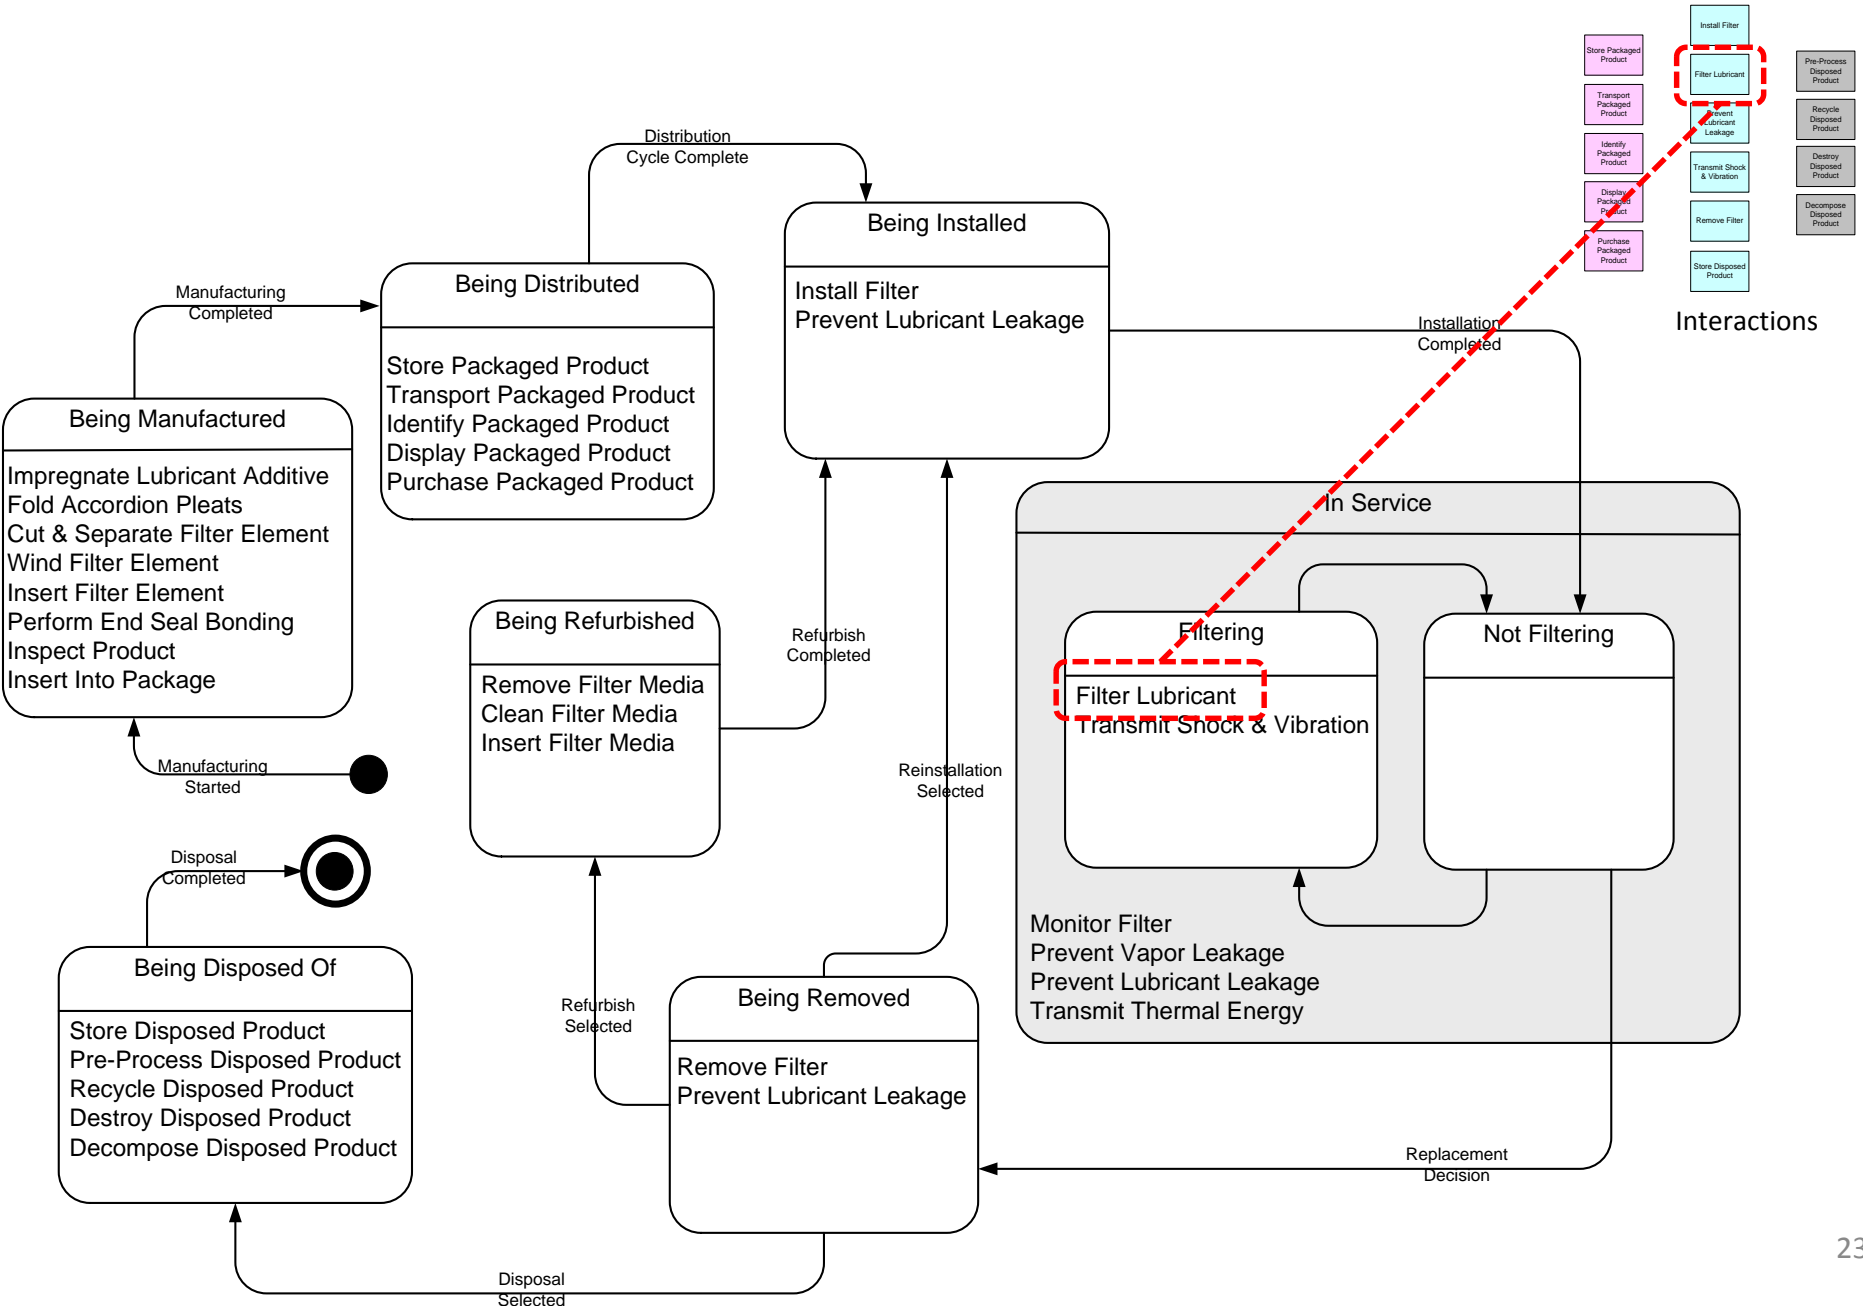 Install Filter
Store Packaged
Product
Filter Lubricant
Pre-Process
Disposed
Product
Transport
Packaged
Product
Prevent
Lubricant
Leakage
Recycle
Disposed
Product
Identify
Packaged
Product
Transmit Shock
& Vibration
Destroy
Disposed
Product
Display
Packaged
Product
Remove Filter
Decompose
Disposed
Product
Purchase
Packaged
Product
Store Disposed
Product
Interactions
Distribution
Cycle Complete
Being Installed
Install Filter
Prevent Lubricant Leakage
Being Distributed
Store Packaged Product
Transport Packaged Product
Identify Packaged Product
Display Packaged Product
Purchase Packaged Product
Manufacturing
Completed
Installation
Completed
Being Manufactured
Impregnate Lubricant Additive
Fold Accordion Pleats
Cut & Separate Filter Element
Wind Filter Element
Insert Filter Element
Perform End Seal Bonding
Inspect Product
Insert Into Package
Manufacturing
Started
In Service
Filtering
Filter Lubricant
Transmit Shock & Vibration
Not Filtering
Monitor Filter
Prevent Vapor Leakage
Prevent Lubricant Leakage
Transmit Thermal Energy
Being Refurbished
Remove Filter Media
Clean Filter Media
Insert Filter Media
Refurbish
Completed
Reinstallation
Selected
Disposal
Completed
Being Disposed Of
Store Disposed Product
Pre-Process Disposed Product
Recycle Disposed Product
Destroy Disposed Product
Decompose Disposed Product
Refurbish
Selected
Being Removed
Remove Filter
Prevent Lubricant Leakage
Replacement
Decision
Disposal
Selected
23